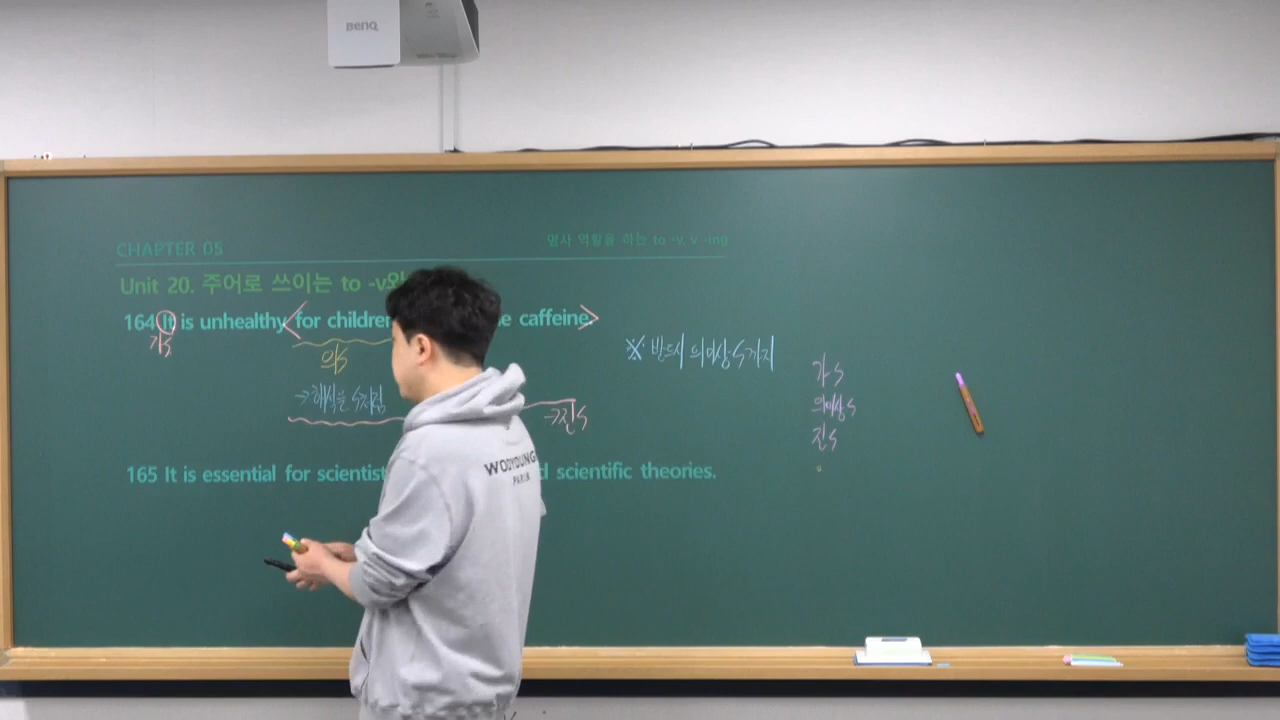 BenQ
CHAPTER 05 명사 역할을 하는 to -v, v -ing
Unit 20. 주어로 쓰이는 to -v와
164 It is unhealthy for children e caffeine.
가S
의S
※ 반드시 의미상 S까지
→해석은 S처럼
→진S
가S
의미상S
진S
165 It is essential for scientist d scientific theories.
WOOYOUNG
PARIS